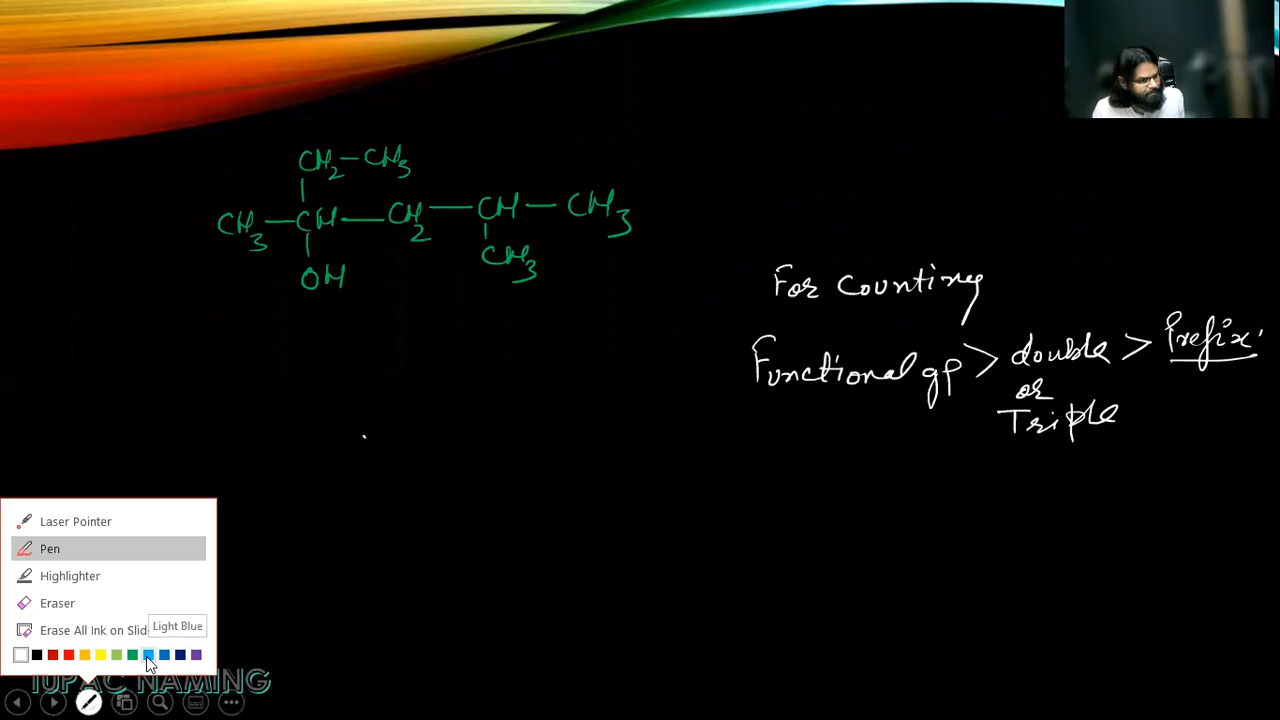 CH2-CH3
CH3-CH-CH2-CH-CH3
OH
CH3
For counting
Functional gp > double > Prefix
or
Triple
Laser Pointer
Pen
Highlighter
Eraser
Erase All Ink on Slid
Light Blue
IUPAC NAMING